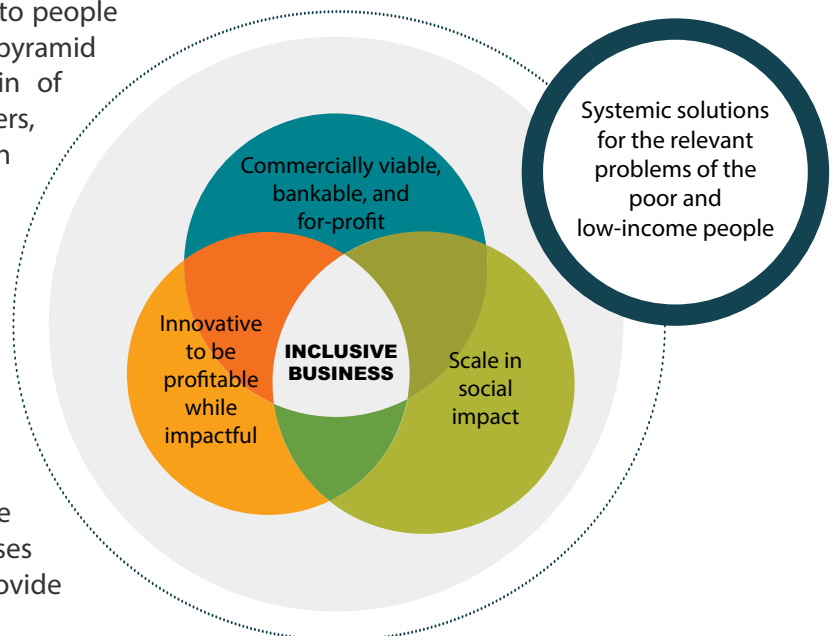 to people
pyramid
in of
ers,
n
e
ses
ovide
Systemic solutions
for the relevant
problems of the
poor and
low-income people
Commercially viable,
bankable, and
for-profit
Innovative
to be
profitable
while
impactful
INCLUSIVE
BUSINESS
Scale in
social
impact